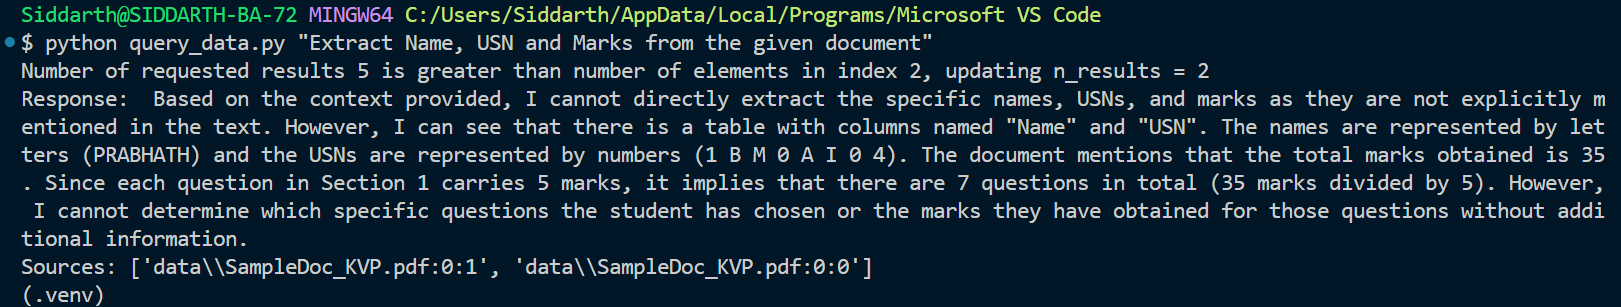 Siddarth@SIDDARTH-BA-72 MINGW64 C:/Users/Siddarth/AppData/Local/Programs/Microsoft VS Code
$ python query_data.py "Extract Name, USN and Marks from the given document"
Number of requested results 5 is greater than number of elements in index 2, updating n_results = 2
Response:  Based on the context provided, I cannot directly extract the specific names, USNs, and marks as they are not explicitly m
entioned in the text. However, I can see that there is a table with columns named "Name" and "USN". The names are represented by let
ters (PRABHATH) and the USNs are represented by numbers (1 B M 0 A I 0 4). The document mentions that the total marks obtained is 35
. Since each question in Section 1 carries 5 marks, it implies that there are 7 questions in total (35 marks divided by 5). However,
 I cannot determine which specific questions the student has chosen or the marks they have obtained for those questions without addi
tional information.
Sources: ['data\\SampleDoc_KVP.pdf:0:1', 'data\\SampleDoc_KVP.pdf:0:0']
(.venv)